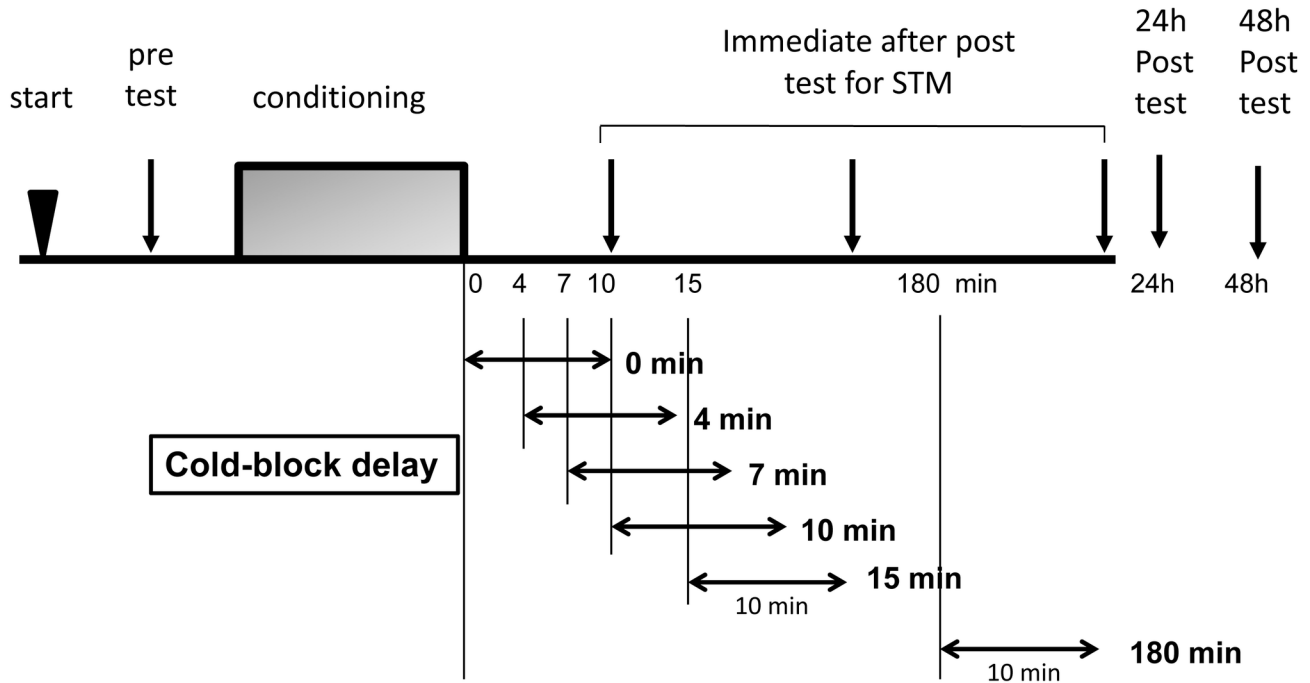 start
pre
test
conditioning
Immediate after post
test for STM
24h
Post
test
48h
Post
test
0 4 7 10 15 180 min 24h 48h
0 min
4 min
Cold-block delay
7 min
10 min
15 min
10 min
180 min
10 min